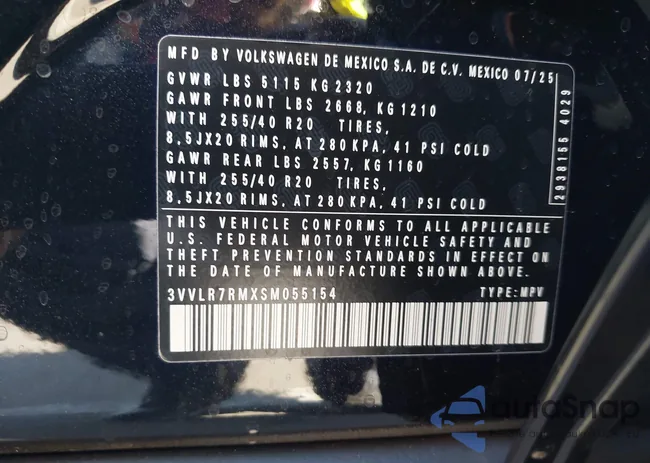 MFD BY VOLKSWAGEN DE MEXICO S.A. DE C.V. MEXICO 07/25
GVWR LBS 5115 KG 2320
GAWR FRONT LBS 2668, KG 1210
WITH 255/40 R20 TIRES,
8,5JX20 RIMS, AT 280 KPA, 41 PSI COLD
GAWR REAR LBS 2557, KG 1160
WITH 255/40 R20 TIRES,
8,5JX20 RIMS, AT 280 KPA, 41 PSI COLD
2938155 4029
THIS VEHICLE CONFORMS TO ALL APPLICABLE
U.S. FEDERAL MOTOR VEHICLE SAFETY AND
THEFT PREVENTION STANDARDS IN EFFECT ON
THE DATE OF MANUFACTURE SHOWN ABOVE.
3VVLR7RMXSM055154 TYPE: MPV
autoSnap